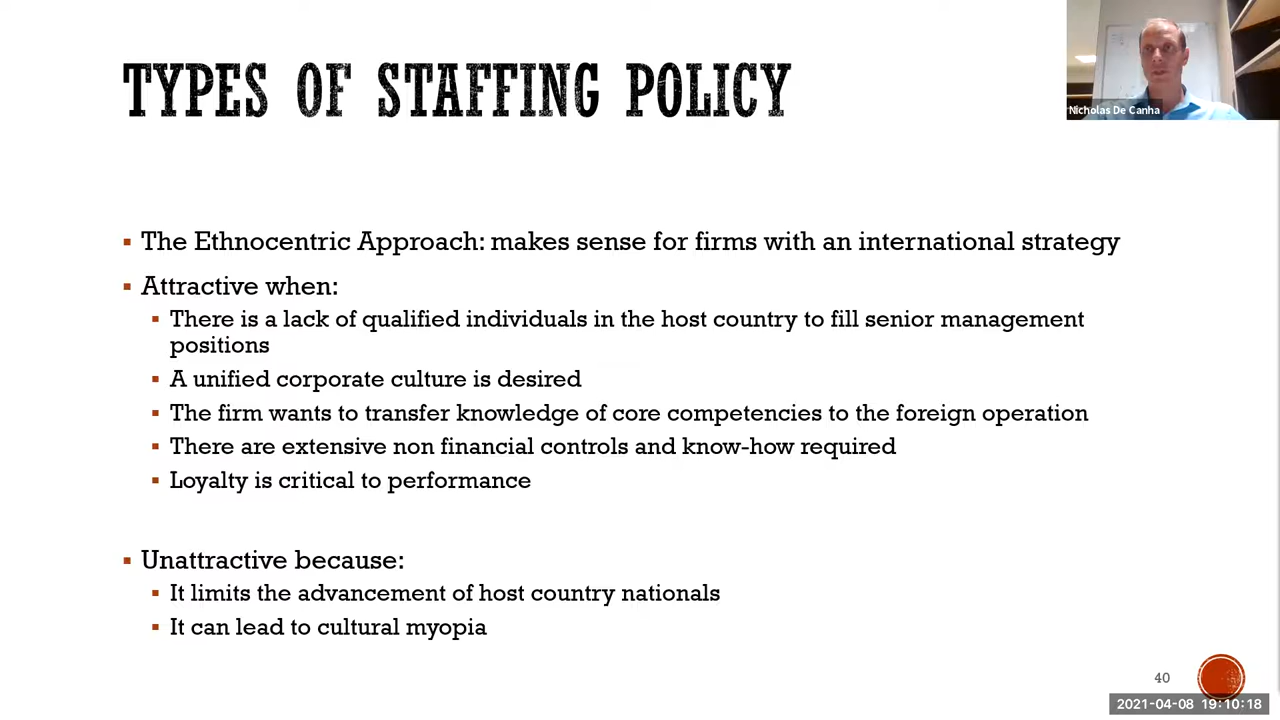 TYPES OF STAFFING POLICY
Nicholas De Canha
▪ The Ethnocentric Approach: makes sense for firms with an international strategy
▪ Attractive when:
▪ There is a lack of qualified individuals in the host country to fill senior management
positions
▪ A unified corporate culture is desired
▪ The firm wants to transfer knowledge of core competencies to the foreign operation
▪ There are extensive non financial controls and know-how required
▪ Loyalty is critical to performance
▪ Unattractive because:
▪ It limits the advancement of host country nationals
▪ It can lead to cultural myopia
40
2021-04-08 19:10:18